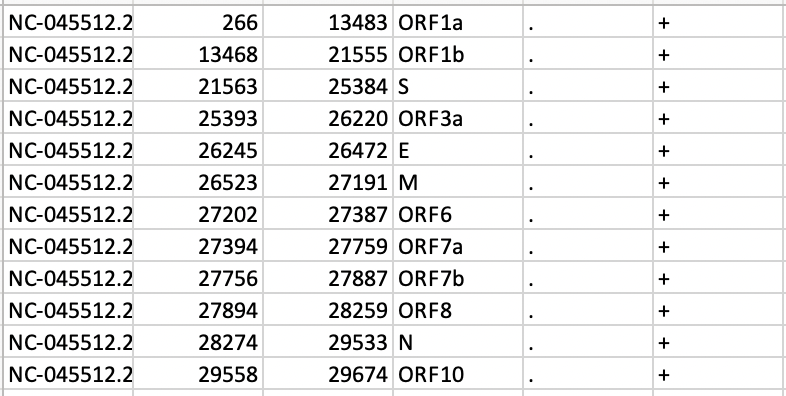 NC-045512.2 266 13483 ORF1a . +
NC-045512.2 13468 21555 ORF1b . +
NC-045512.2 21563 25384 S . +
NC-045512.2 25393 26220 ORF3a . +
NC-045512.2 26245 26472 E . +
NC-045512.2 26523 27191 M . +
NC-045512.2 27202 27387 ORF6 . +
NC-045512.2 27394 27759 ORF7a . +
NC-045512.2 27756 27887 ORF7b . +
NC-045512.2 27894 28259 ORF8 . +
NC-045512.2 28274 29533 N . +
NC-045512.2 29558 29674 ORF10 . +